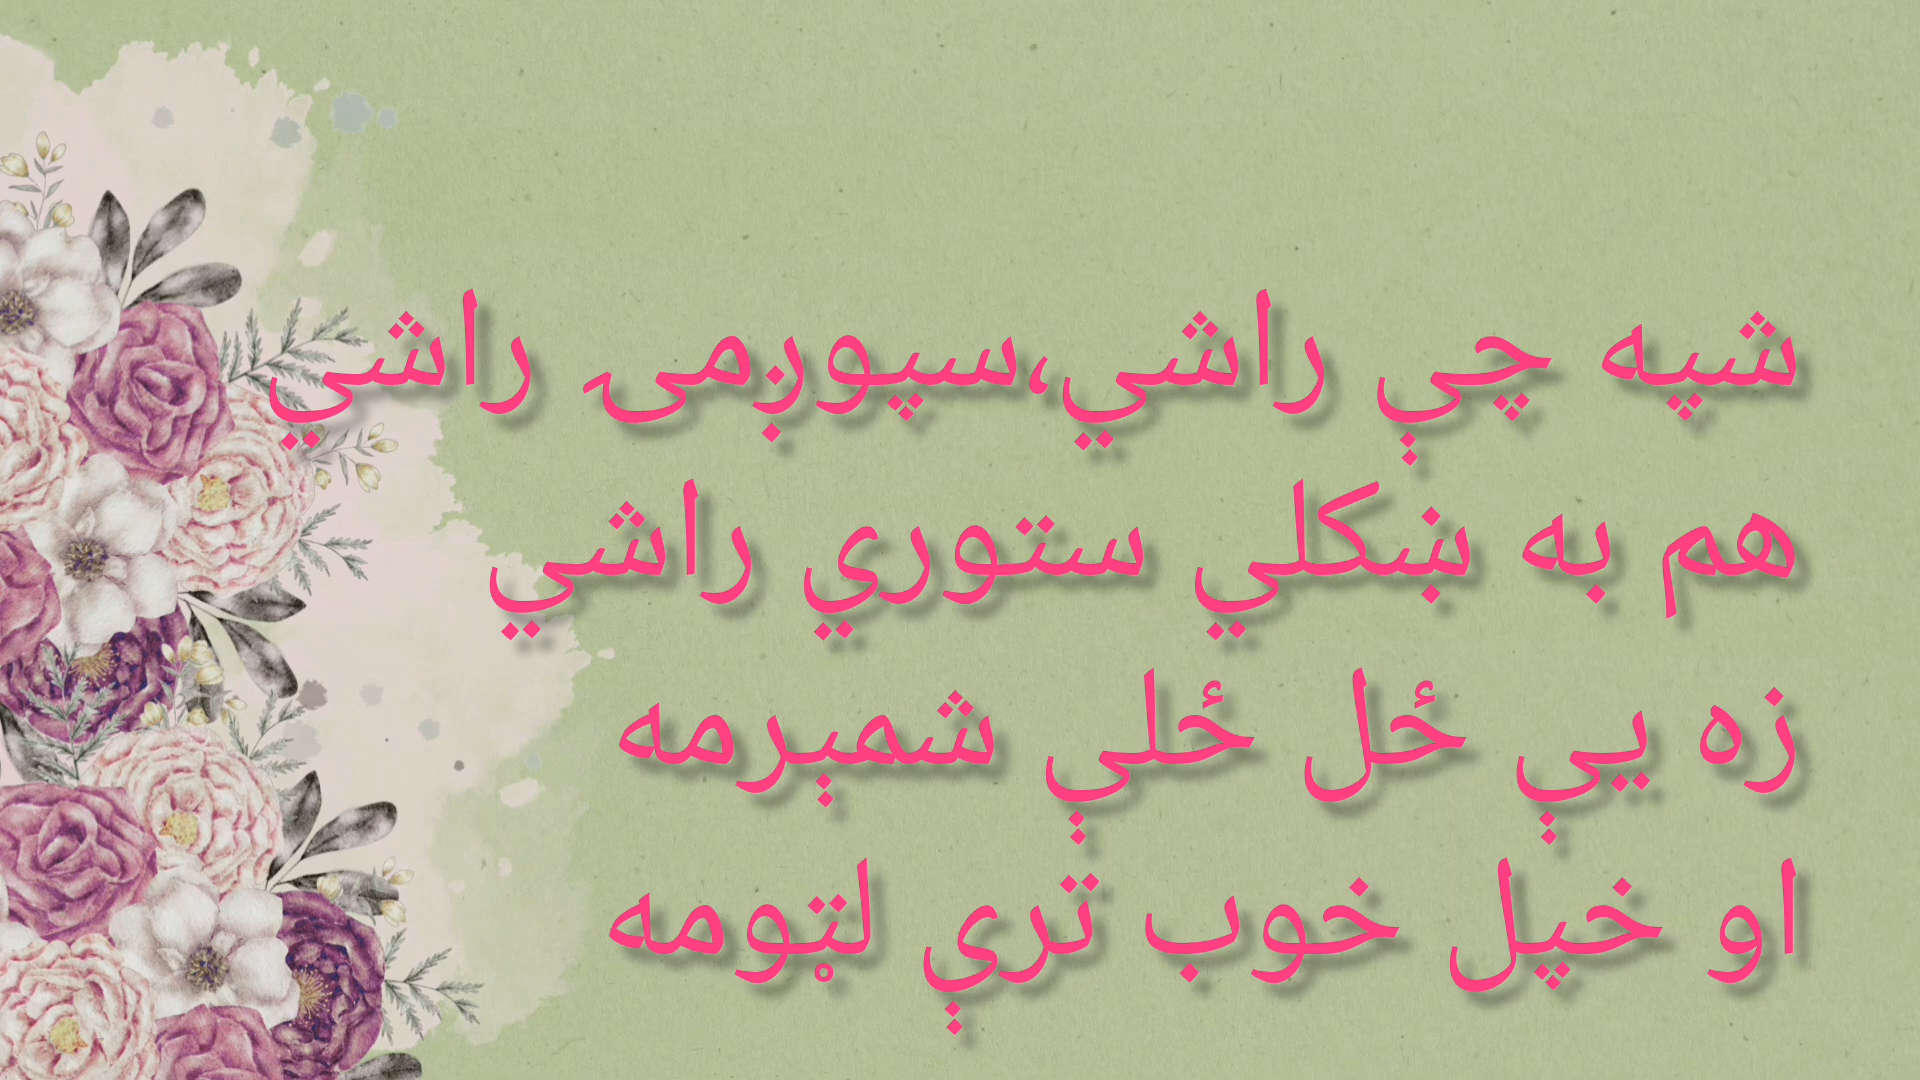 شپه چې راشي،سپوږمۍ راشي
هم به ښکلي ستوري راشي
زه يې ځل ځلې شمېرمه
او خپل خوب ترې لټومه